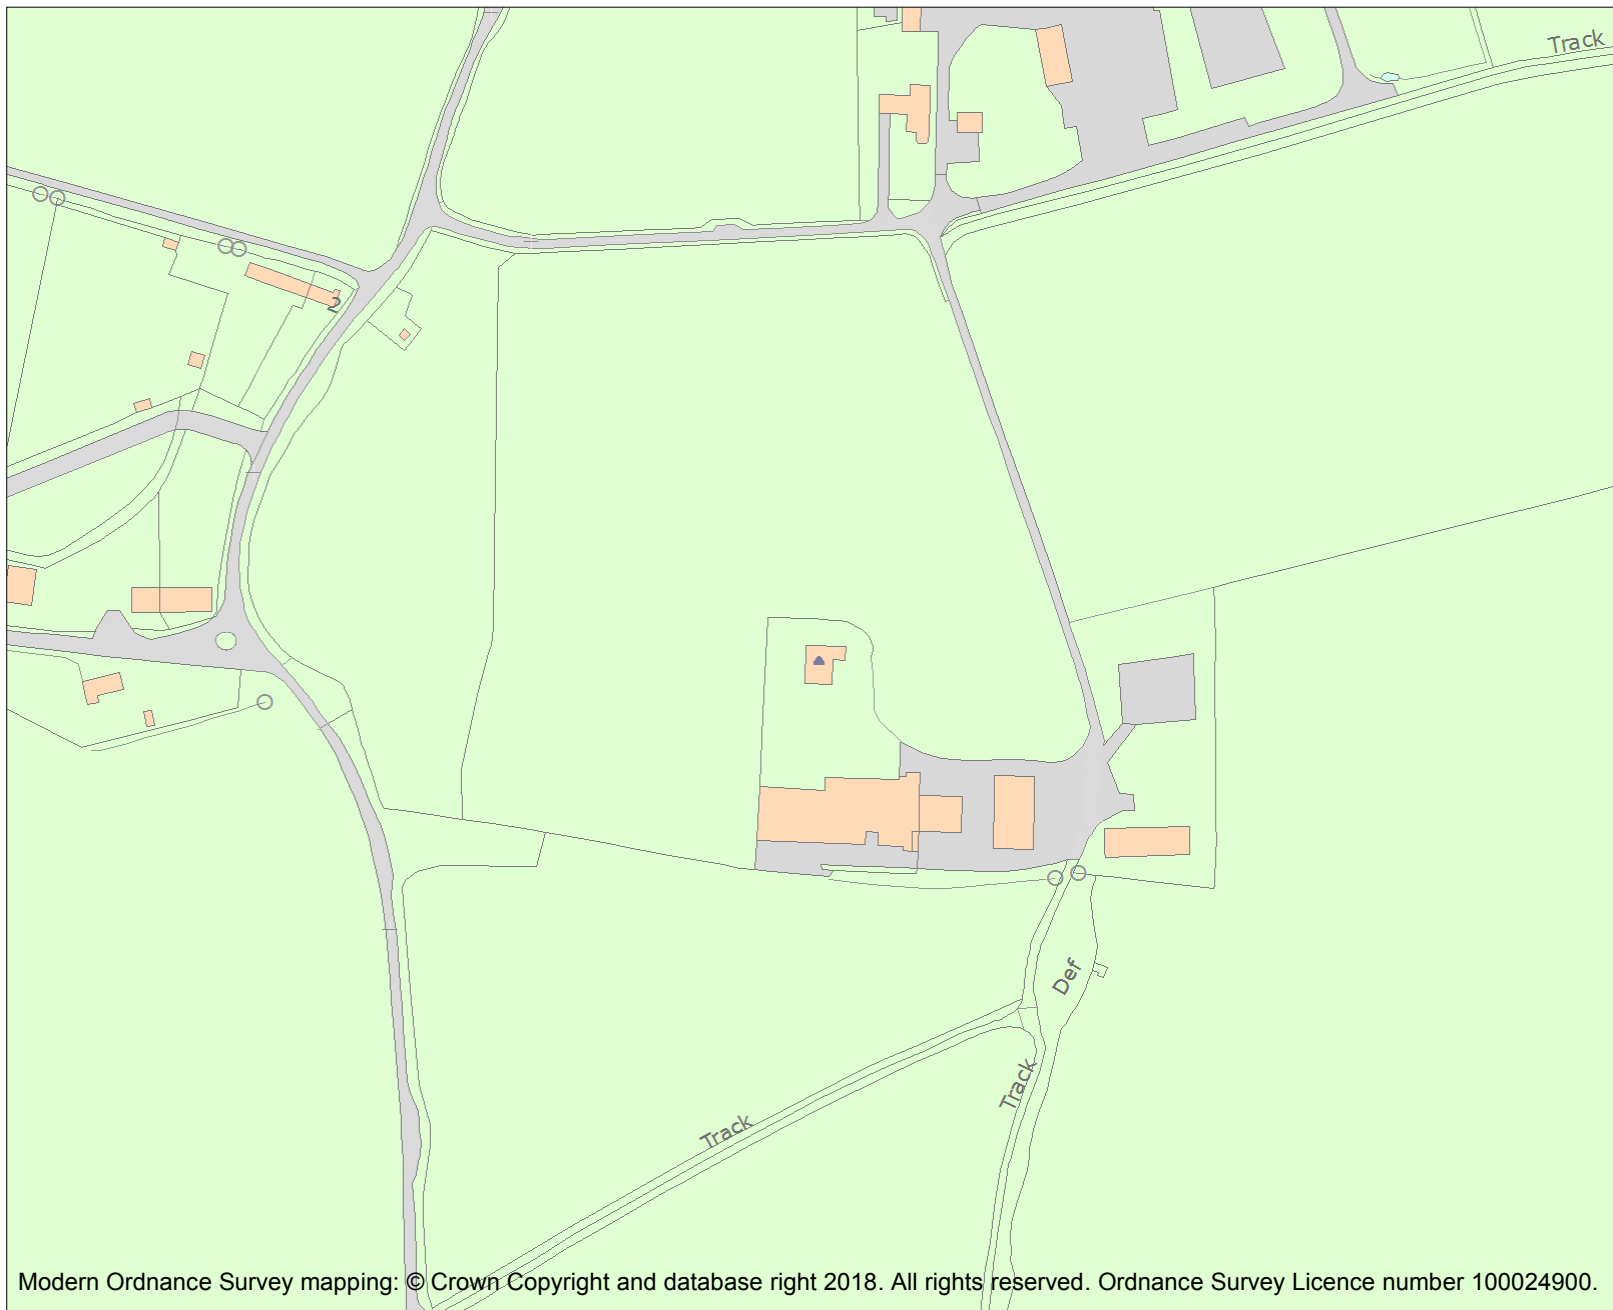 Track
2
Def
Track
Track
Modern Ordnance Survey mapping: © Crown Copyright and database right 2018. All rights reserved. Ordnance Survey Licence number 100024900.